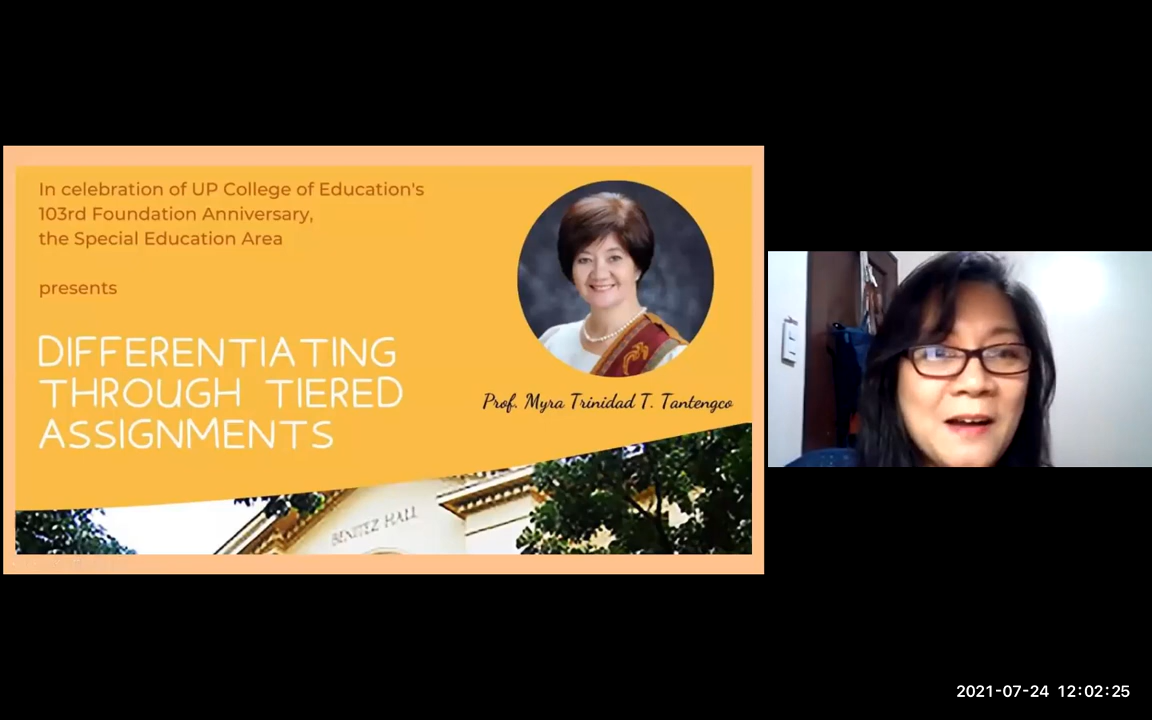 In celebration of UP College of Education's
103rd Foundation Anniversary,
the Special Education Area
presents
DIFFERENTIATING
THROUGH TIERED
ASSIGNMENTS
Prof. Myra Trinidad T. Tantengco
BENITEZ HALL
2021-07-24 12:02:25